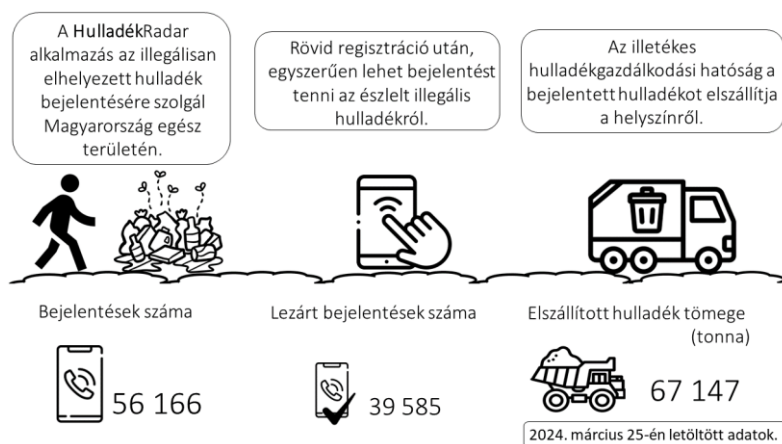 A HulladékRadar
alkalmazás az illegálisan
elhelyezett hulladék
bejelentésére szolgál
Magyarország egész
területén.
Rövid regisztráció után,
egyszerűen lehet bejelentést
tenni az észlelt illegális
hulladékról.
Az illetékes
hulladékgazdálkodási hatóság a
bejelentett hulladékot elszállítja
a helyszínről.
Bejelentések száma
56 166
Lezárt bejelentések száma
39 585
Elszállított hulladék tömege
(tonna)
67 147
2024. március 25-én letöltött adatok.